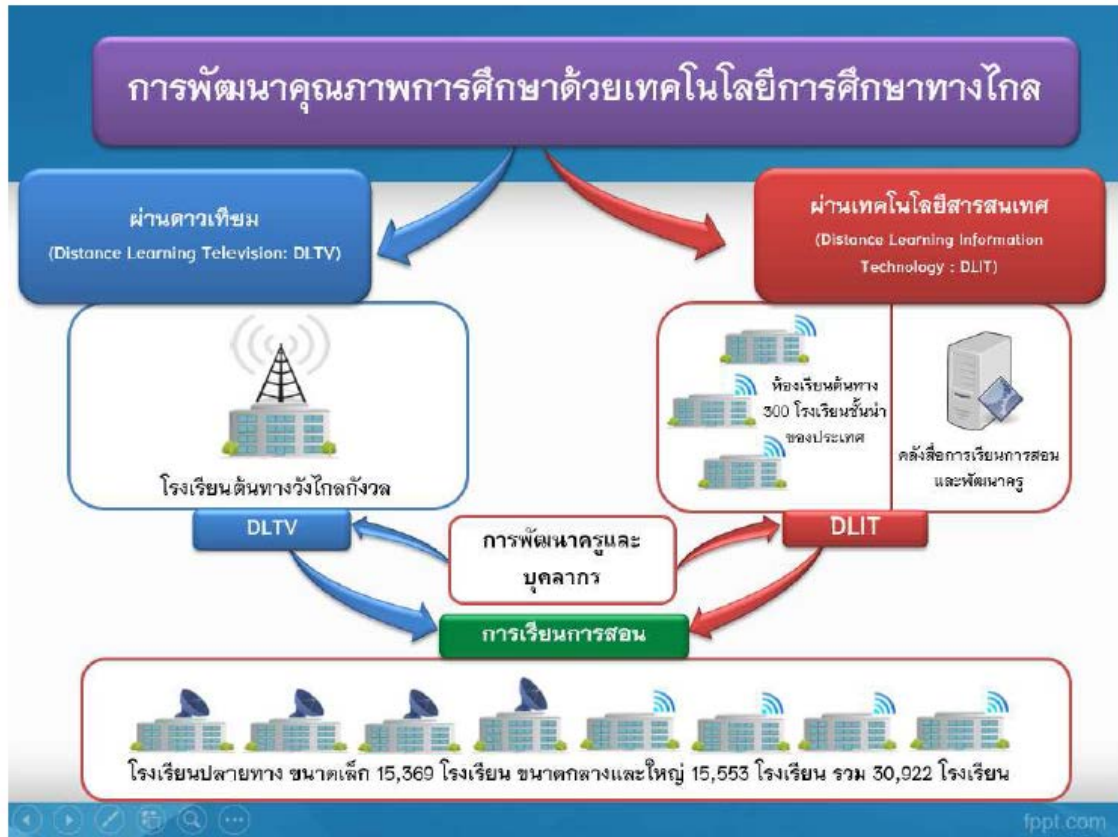 การพัฒนาคุณภาพการศึกษาด้วยเทคโนโลยีการศึกษาทางไกล
ผ่านดาวเทียม
(Distance Learning Television: DLTV)
ผ่านเทคโนโลยีสารสนเทศ
(Distance Learning Information
Technology : DLIT)
โรงเรียนต้นทางวังไกลกังวล
ห้องเรียนต้นทาง
300 โรงเรียนชั้นนำ
ของประเทศ
คลังสื่อการเรียนการสอน
และพัฒนาครู
DLTV
การพัฒนาครูและ
บุคลากร
DLIT
การเรียนการสอน
โรงเรียนปลายทาง ขนาดเล็ก 15,369 โรงเรียน ขนาดกลางและใหญ่ 15,553 โรงเรียน รวม 30,922 โรงเรียน
fppt.com